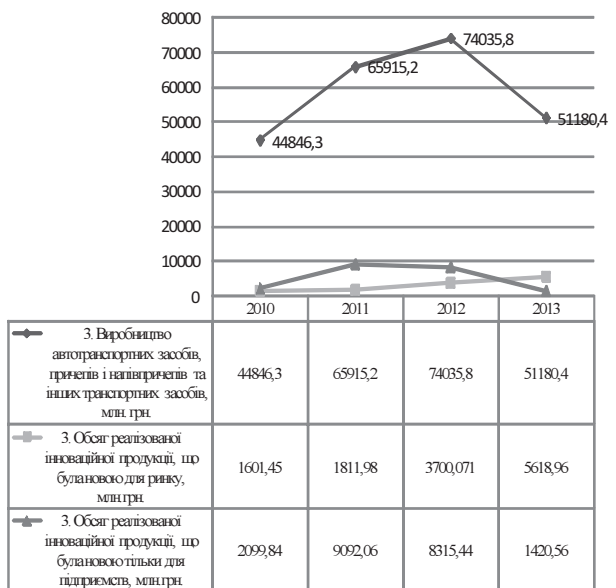 80000
70000
60000
50000
40000
30000
20000
10000
0
44846,3
65915,2
74035,8
51180,4
2010 2011 2012 2013
3. Виробництво
автотранспортних засобів,
причепів і напівпричепів та
інших транспортних засобів,
млн. грн.
44846,3 65915,2 74035,8 51180,4
3. Обсяг реалізованої
інноваційної продукції, що
була новою для ринку,
млн.грн.
1601,45 1811,98 3700,071 5618,96
3. Обсяг реалізованої
інноваційної продукції, що
була новою тільки для
підприємств, млн.грн
2099,84 9092,06 8315,44 1420,56